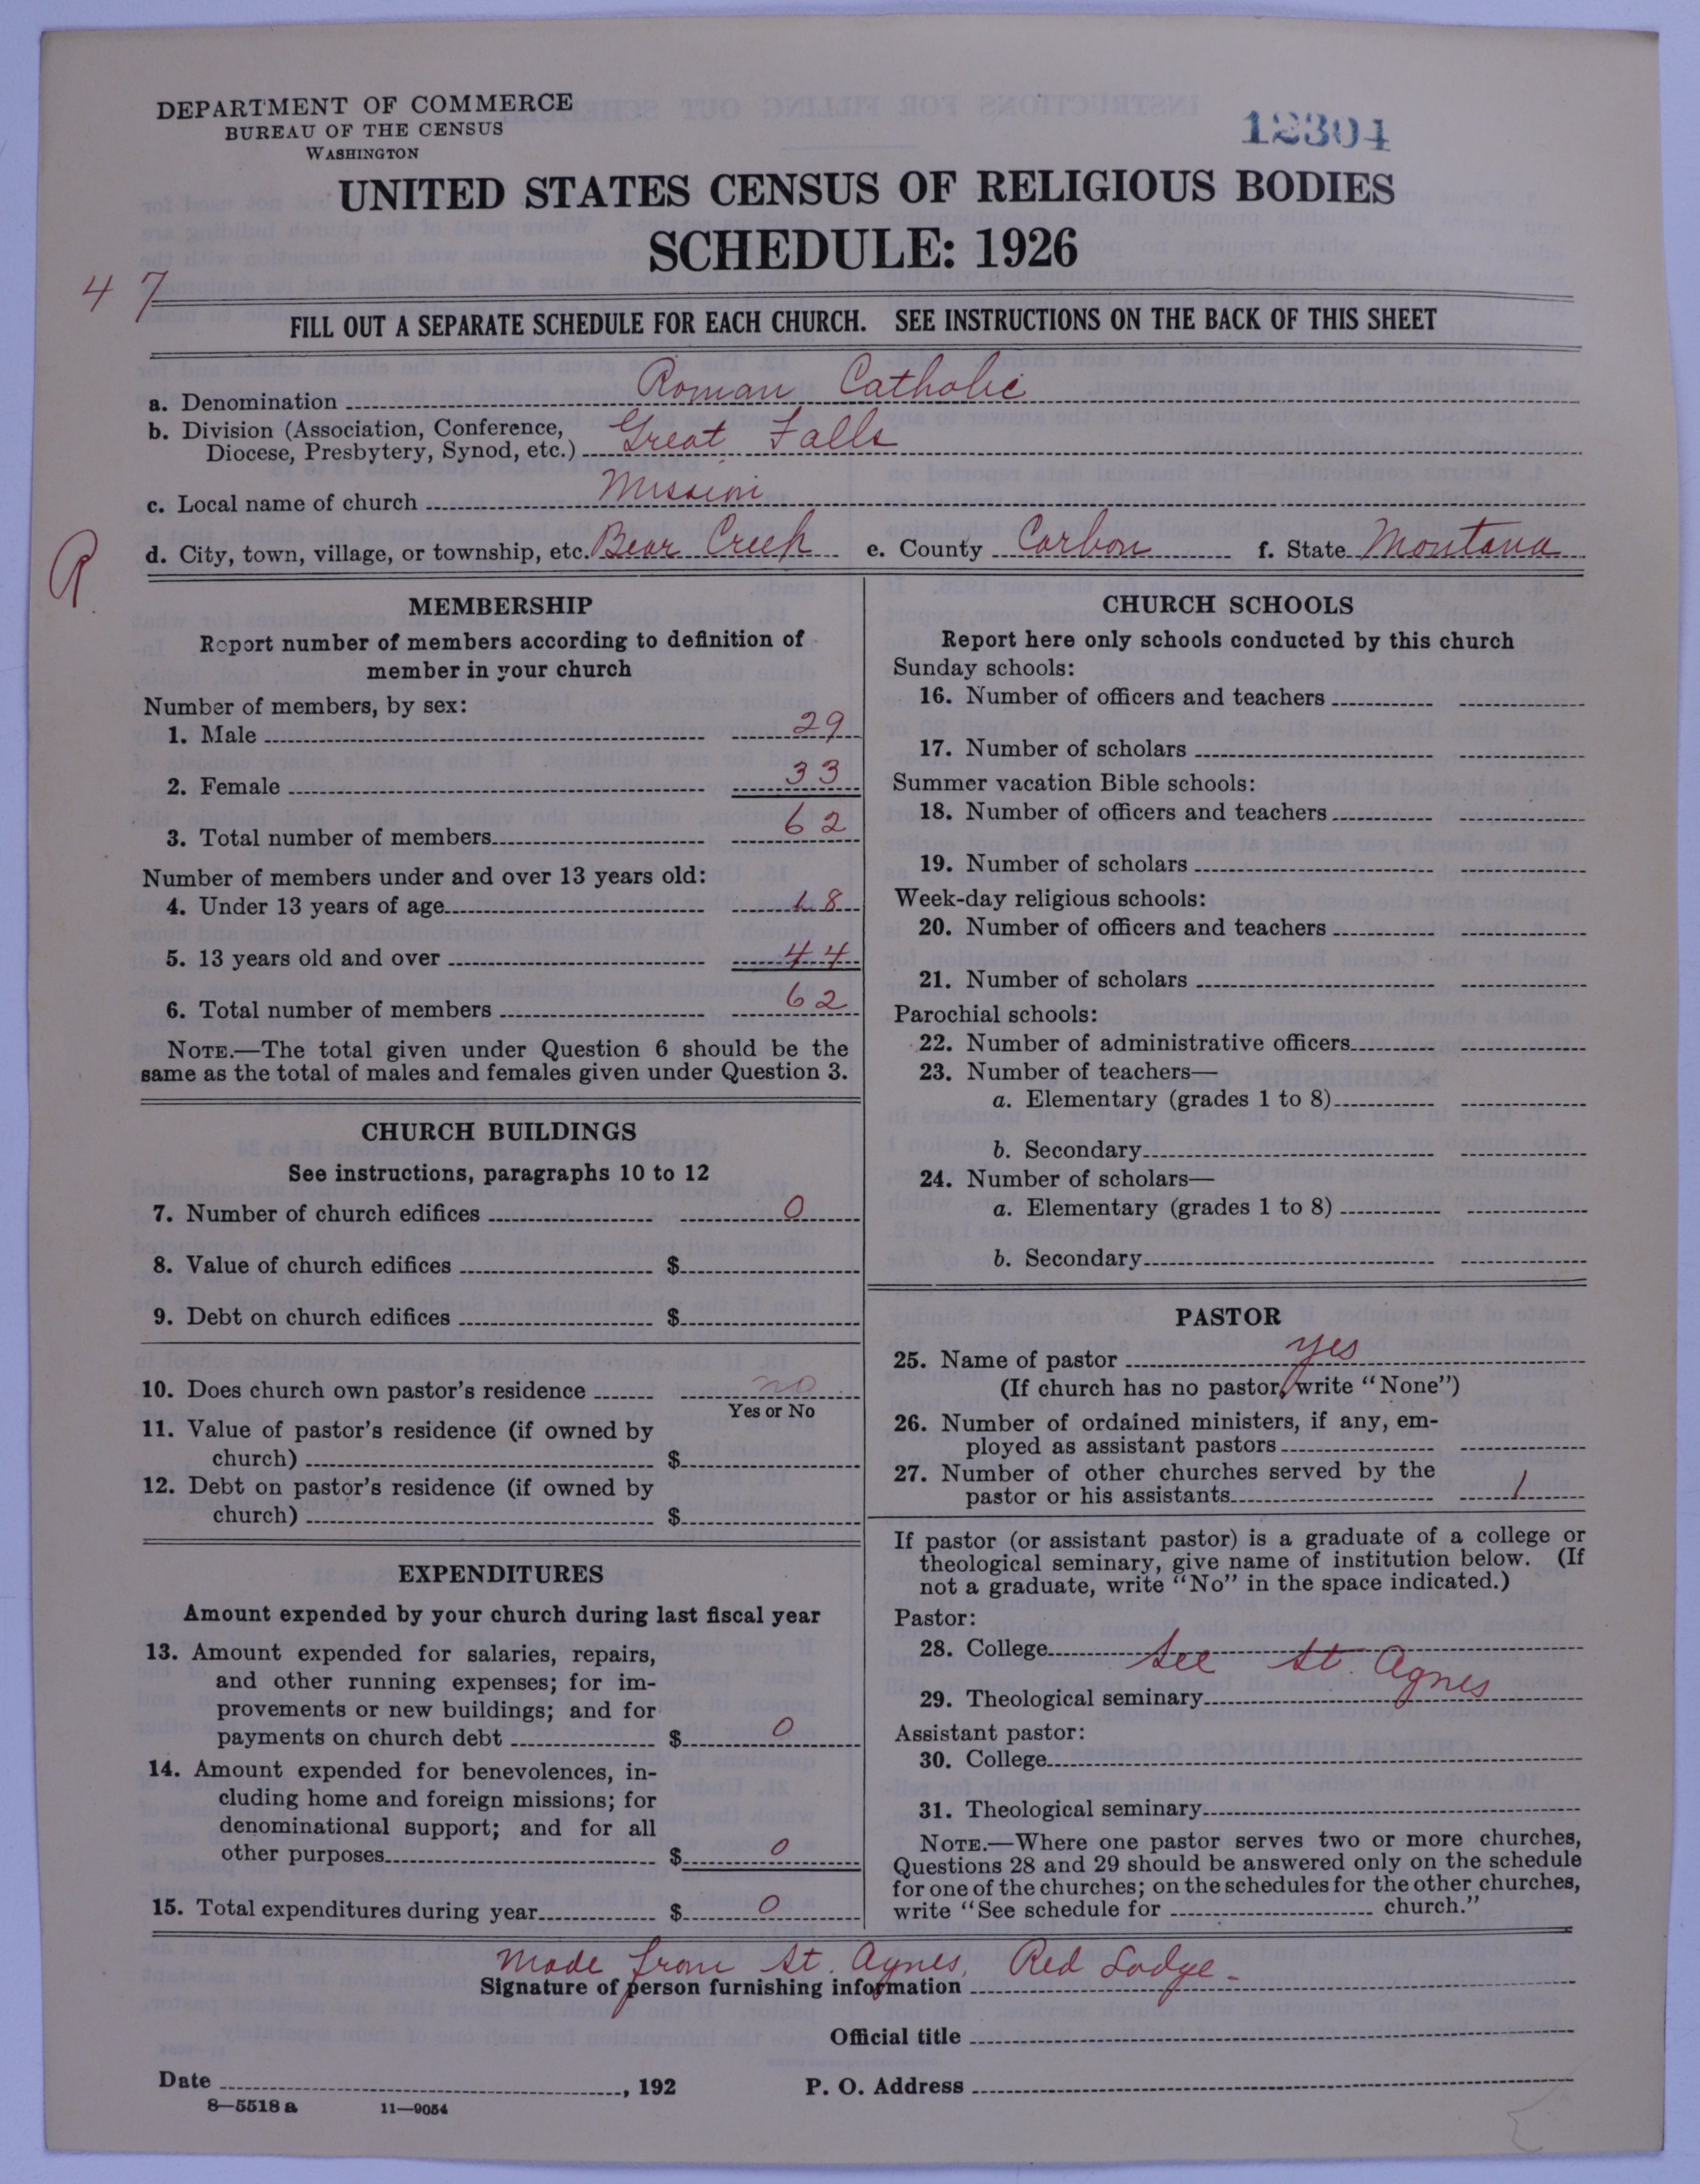 DEPARTMENT OF COMMERCE
BUREAU OF THE CENSUS
WASHINGTON
12304
UNITED STATES CENSUS OF RELIGIOUS BODIES
SCHEDULE: 1926
47
FILL OUT A SEPARATE SCHEDULE FOR EACH CHURCH. SEE INSTRUCTIONS ON THE BACK OF THIS SHEET
a. Denomination Roman Catholic
b. Division (Association, Conference,
Diocese, Presbytery, Synod, etc.) Great Falls
c. Local name of church Mission
R
d. City, town, village, or township, etc. Bear Creek e. County Carbon f. State Montana
MEMBERSHIP
Report number of members according to definition of
member in your church
Number of members, by sex:
1. Male 29
2. Female 33
3. Total number of members 62
Number of members under and over 13 years old:
4. Under 13 years of age 18
5. 13 years old and over 44
6. Total number of members 62
NOTE.—The total given under Question 6 should be the
same as the total of males and females given under Question 3.
CHURCH BUILDINGS
See instructions, paragraphs 10 to 12
7. Number of church edifices 0
8. Value of church edifices $
9. Debt on church edifices $
10. Does church own pastor's residence no
Yes or No
11. Value of pastor's residence (if owned by
church) $
12. Debt on pastor's residence (if owned by
church) $
EXPENDITURES
Amount expended by your church during last fiscal year
13. Amount expended for salaries, repairs,
and other running expenses; for im-
provements or new buildings; and for
payments on church debt $ 0
14. Amount expended for benevolences, in-
cluding home and foreign missions; for
denominational support; and for all
other purposes $ 0
15. Total expenditures during year $ 0
CHURCH SCHOOLS
Report here only schools conducted by this church
Sunday schools:
16. Number of officers and teachers
17. Number of scholars
Summer vacation Bible schools:
18. Number of officers and teachers
19. Number of scholars
Week-day religious schools:
20. Number of officers and teachers
21. Number of scholars
Parochial schools:
22. Number of administrative officers
23. Number of teachers—
a. Elementary (grades 1 to 8)
b. Secondary
24. Number of scholars—
a. Elementary (grades 1 to 8)
b. Secondary
PASTOR
25. Name of pastor yes
(If church has no pastor, write "None")
26. Number of ordained ministers, if any, em-
ployed as assistant pastors
27. Number of other churches served by the
pastor or his assistants 1
If pastor (or assistant pastor) is a graduate of a college or
theological seminary, give name of institution below. (If
not a graduate, write "No" in the space indicated.)
Pastor:
28. College See St. Agnes
29. Theological seminary
Assistant pastor:
30. College
31. Theological seminary
NOTE.—Where one pastor serves two or more churches,
Questions 28 and 29 should be answered only on the schedule
for one of the churches; on the schedules for the other churches,
write "See schedule for church."
Made from St. Agnes, Red Lodge -
Signature of person furnishing information
Official title
Date , 192 P. O. Address
8—5518 a 11—9054